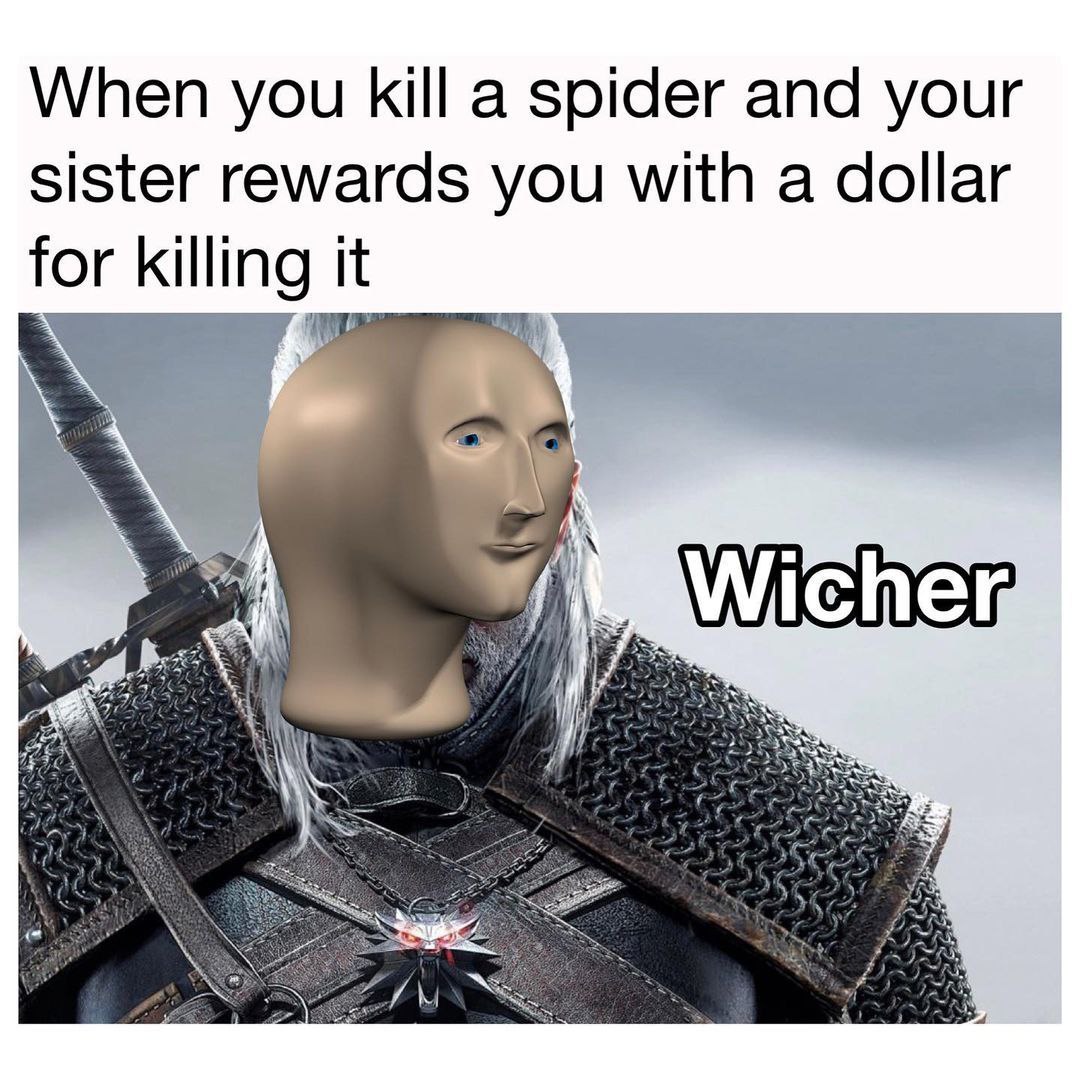 When you kill a spider and your
sister rewards you with a dollar
for killing it
Wicher